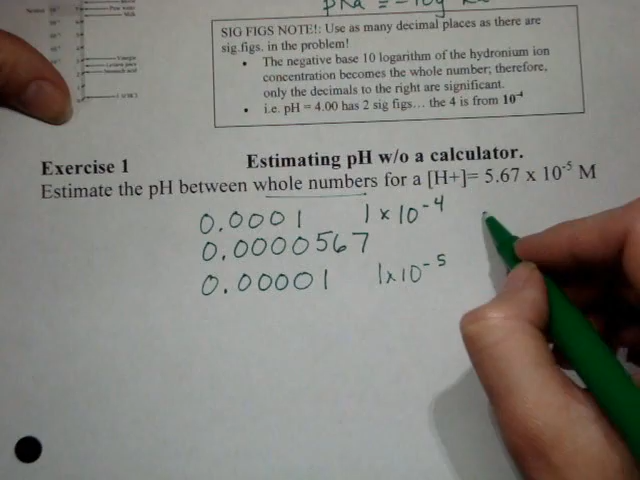 pKa = -log
SIG FIGS NOTE!: Use as many decimal places as there are
sig.figs. in the problem!
• The negative base 10 logarithm of the hydronium ion
concentration becomes the whole number; therefore,
only the decimals to the right are significant.
• i.e. pH = 4.00 has 2 sig figs... the 4 is from 10⁻⁴
Exercise 1 Estimating pH w/o a calculator.
Estimate the pH between whole numbers for a [H+]= 5.67 x 10⁻⁵ M
0.0001 1 x 10⁻⁴
0.0000567
0.00001 1x10⁻⁵